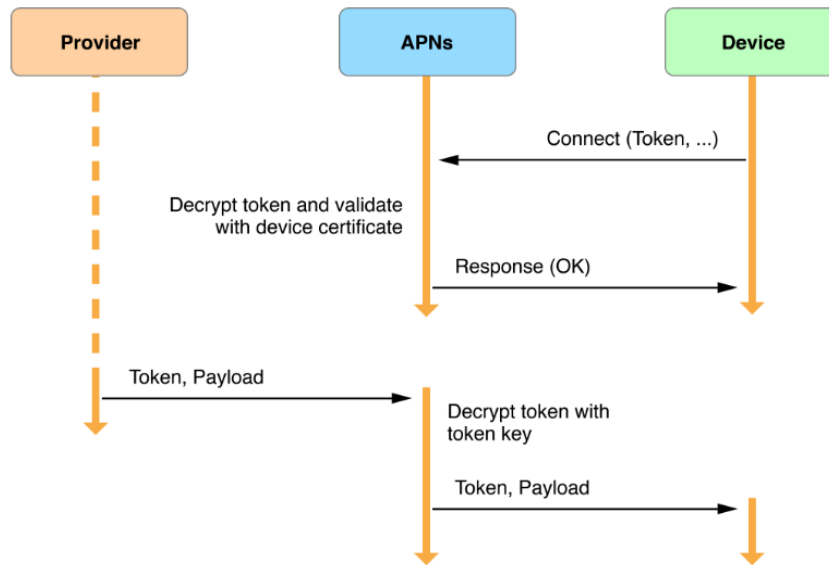 Provider
APNs
Device
Connect (Token, ...)
Decrypt token and validate
with device certificate
Response (OK)
Token, Payload
Decrypt token with
token key
Token, Payload